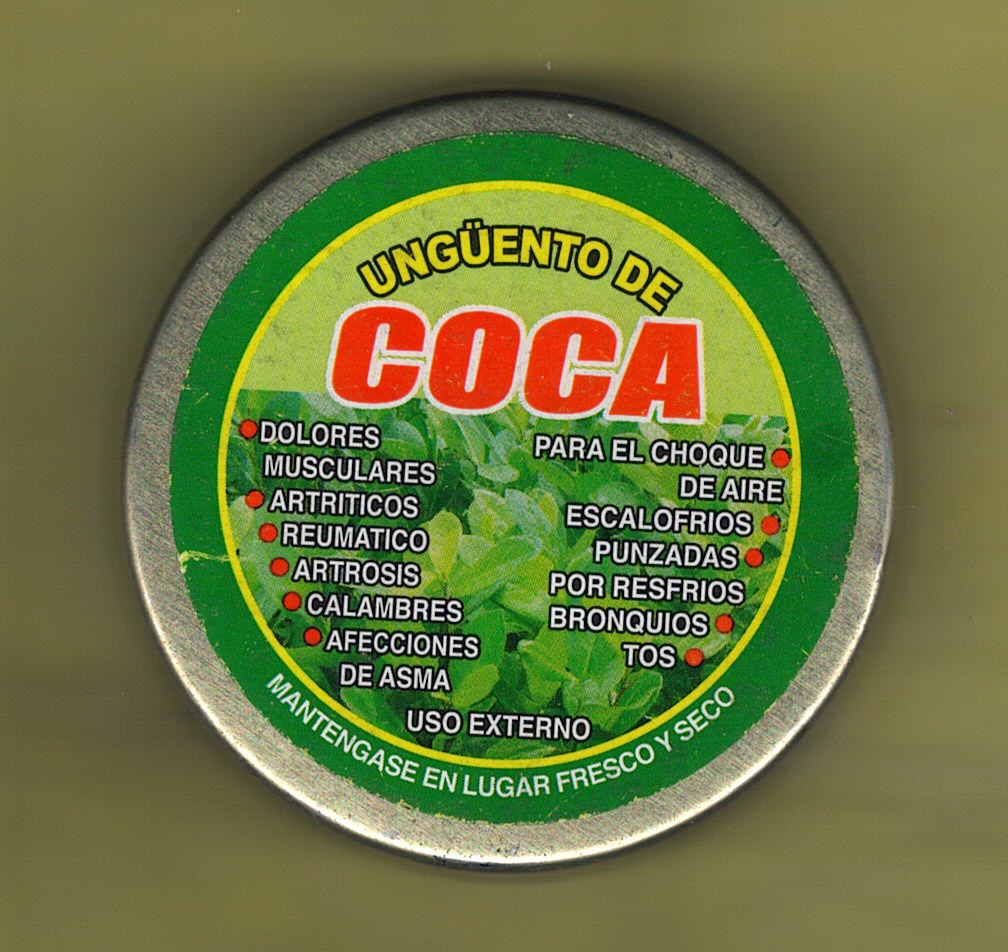 UNGÜENTO DE
COCA
DOLORES
MUSCULARES
ARTRITICOS
REUMATICO
ARTROSIS
CALAMBRES
AFECCIONES
DE ASMA
PARA EL CHOQUE
DE AIRE
ESCALOFRIOS
PUNZADAS
POR RESFRIOS
BRONQUIOS
TOS
USO EXTERNO
MANTENGASE EN LUGAR FRESCO Y SECO